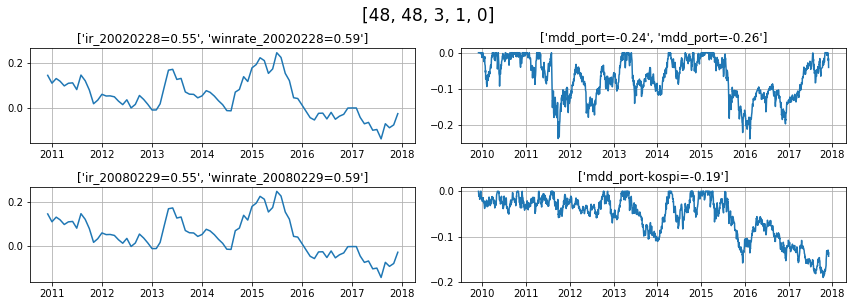 [48, 48, 3, 1, 0]
['ir_20020228=0.55', 'winrate_20020228=0.59']
0.2
0.0
2011 2012 2013 2014 2015 2016 2017 2018
['mdd_port=-0.24', 'mdd_port=-0.26']
0.0
−0.1
−0.2
2010 2011 2012 2013 2014 2015 2016 2017 2018
['ir_20080229=0.55', 'winrate_20080229=0.59']
0.2
0.0
2011 2012 2013 2014 2015 2016 2017 2018
['mdd_port-kospi=-0.19']
0.0
−0.1
−0.2
2010 2011 2012 2013 2014 2015 2016 2017 2018